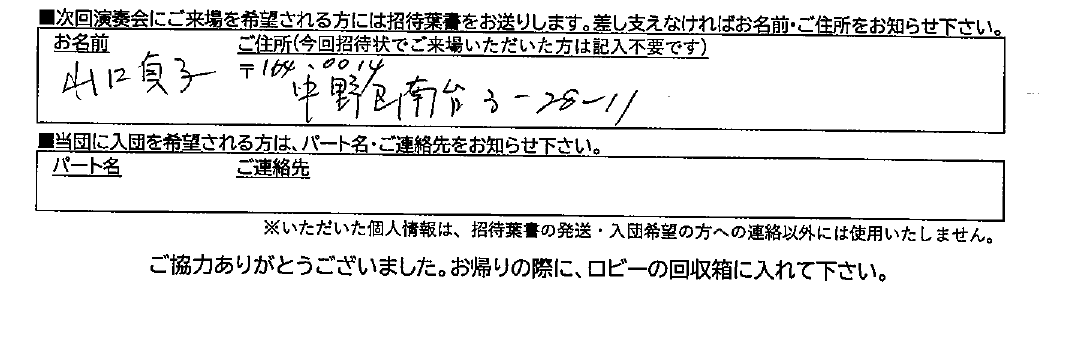 ■次回演奏会にご来場を希望される方には招待葉書をお送りします。差し支えなければお名前・ご住所をお知らせ下さい。
お名前 ご住所(今回招待状でご来場いただいた方は記入不要です)
山口貞子 〒164-0014
中野区南台3-28-11
■当団に入団を希望される方は、パート名・ご連絡先をお知らせ下さい。
パート名 ご連絡先
※いただいた個人情報は、招待葉書の発送・入団希望の方への連絡以外には使用いたしません。
ご協力ありがとうございました。お帰りの際に、ロビーの回収箱に入れて下さい。